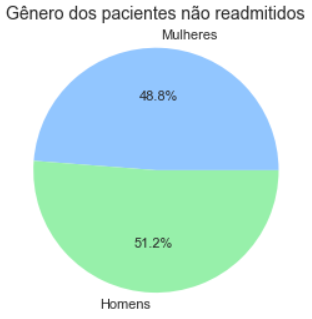 Gênero dos pacientes não readmitidos
Mulheres
48.8%
51.2%
Homens